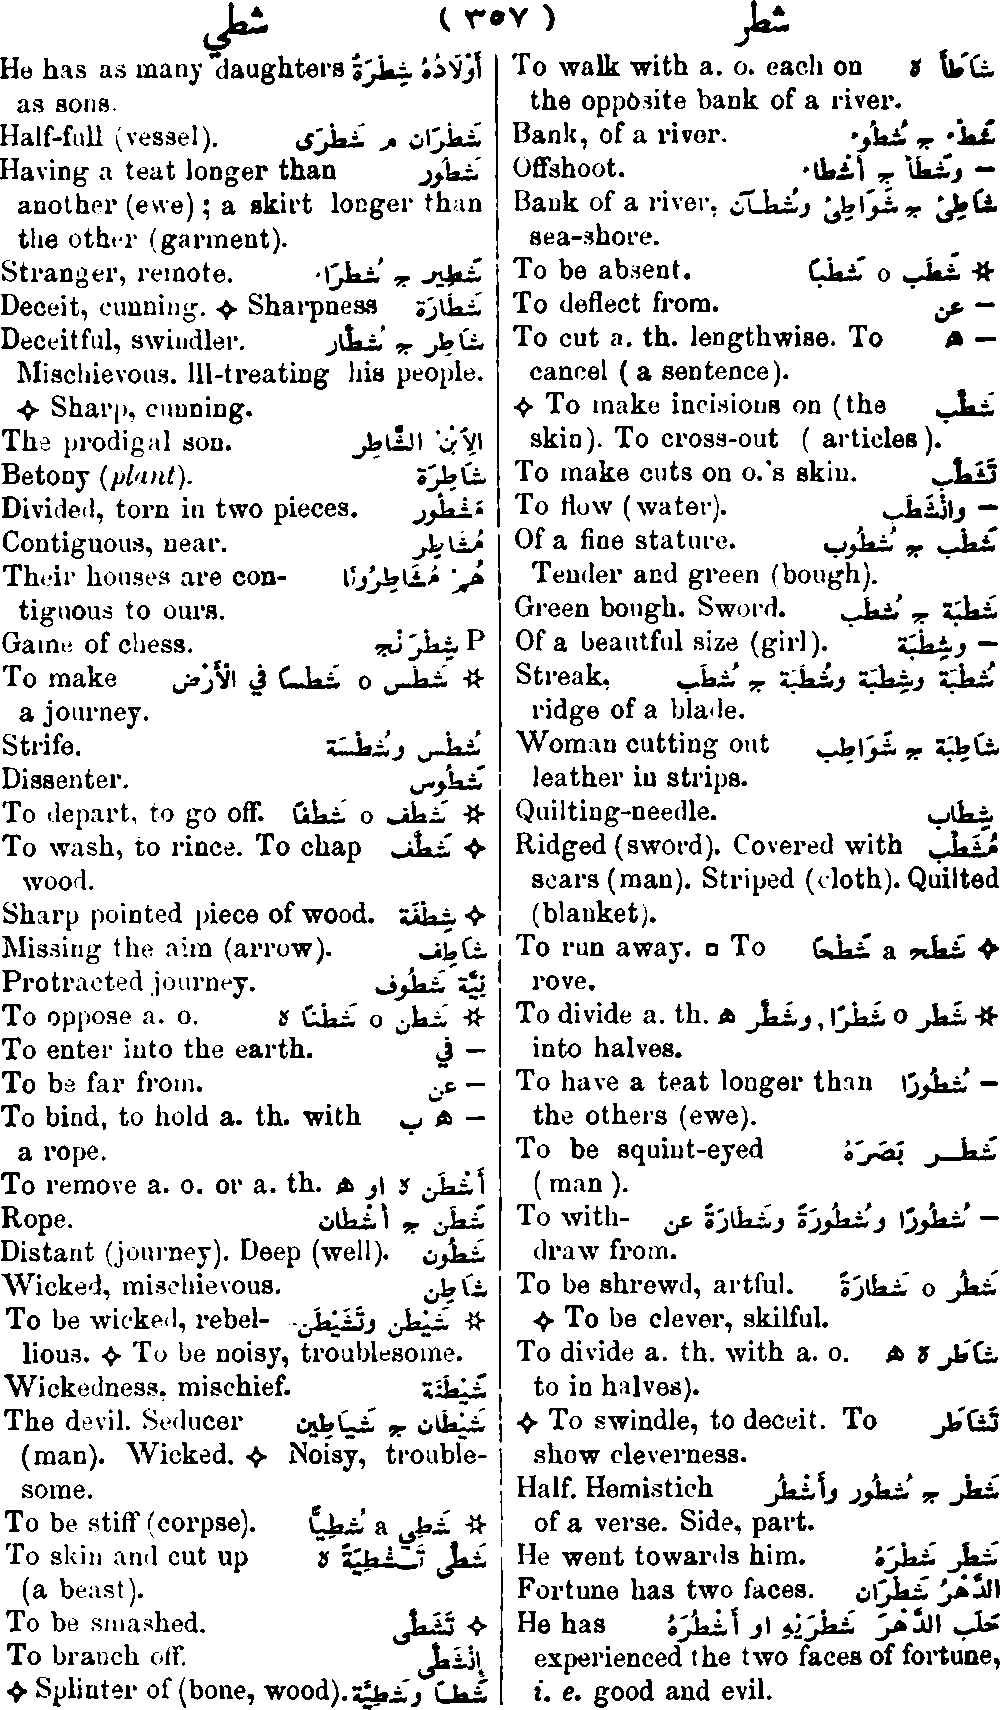 شطر ( ٣٥٧ ) شطي
To walk with a. o. each on شَاطَأَ ه
the opposite bank of a river.
Bank, of a river. شَطْء ج شُطُوء
Offshoot. — وشَطَأ ج أَشْطَاء
Bank of a river, شَاطِئ ج شَوَاطِئ وشُطْآن
sea-shore.
To be absent. ✲ شَطَب o شَطْبًا
To deflect from. — عن
To cut a. th. lengthwise. To — ه
cancel (a sentence).
✧ To make incisions on (the شَطَّب
skin). To cross-out (articles).
To make cuts on o.'s skin. تَشَطَّب
To flow (water). — وانْشَطَب
Of a fine stature. شَطْب ج شُطُوب
Tender and green (bough).
Green bough. Sword. شَطْبَة ج شُطَب
Of a beautful size (girl). — وشِطْبَة
Streak, شُطْبَة وشِطْبَة وشُطَبَة ج شُطَب
ridge of a blade.
Woman cutting out شَاطِبَة ج شَوَاطِب
leather in strips.
Quilting-needle. شِطَاب
Ridged (sword). Covered with مُشَطَّب
scars (man). Striped (cloth). Quilted
(blanket).
To run away. ▫ To ✧ شَطَح a شَطْحًا
rove.
To divide a. th. ✲ شَطَر o شَطْرًا, وشَطَّر ه
into halves.
To have a teat longer than — شُطُورًا
the others (ewe).
To be squint-eyed شَطَر بَصَرَهُ
(man).
To with- — شُطُورًا وشُطُورَةً وشَطَارَةً عن
draw from.
To be shrewd, artful. شَطُر o شَطَارَةً
✧ To be clever, skilful.
To divide a. th. with a. o. شَاطَر ه ه
to in halves).
✧ To swindle, to deceit. To تَشَاطَر
show cleverness.
Half. Hemistich شَطْر ج شُطُور وأَشْطُر
of a verse. Side, part.
He went towards him. شَطَر شَطْرَهُ
Fortune has two faces. الدَّهْرُ شَطْرَان
He has حَلَب الدَّهْرَ شَطْرَيْهِ او أَشْطُرَهُ
experienced the two faces of fortune,
i. e. good and evil.
He has as many daughters أَوْلَادُهُ شِطْرَةٌ
as sons.
Half-full (vessel). شَطْرَان م شَطْرَى
Having a teat longer than شَطُور
another (ewe); a skirt longer than
the other (garment).
Stranger, remote. شَطِير ج شُطَرَاء
Deceit, cunning. ✧ Sharpness شَطَارَة
Deceitful, swindler. شَاطِر ج شُطَّار
Mischievous. Ill-treating his people.
✧ Sharp, cunning.
The prodigal son. الِابْنُ الشَّاطِر
Betony (plant). شَاطِرَة
Divided, torn in two pieces. مَشْطُور
Contiguous, near. مُشَاطِر
Their houses are con- هُمْ مُشَاطِرُونَا
tiguous to ours.
Game of chess. P شِطْرَنْج
To make ✲ شَطَس o شَطْسًا في الأَرْض
a journey.
Strife. شُطْس وشُطْسَة
Dissenter. شَطُوس
To depart, to go off. ✲ شَطَف o شَطْفًا
To wash, to rince. To chap ✧ شَطَّف
wood.
Sharp pointed piece of wood. ✧ شِطْفَة
Missing the aim (arrow). شَاطِف
Protracted journey. نِيَّة شَطُوف
To oppose a. o. ✲ شَطَن o شَطْنًا ه
To enter into the earth. — في
To be far from. — عن
To bind, to hold a. th. with — ه ب
a rope.
To remove a. o. or a. th. أَشْطَن ه او ه
Rope. شَطَن ج أَشْطَان
Distant (journey). Deep (well). شَطُون
Wicked, mischievous. شَاطِن
To be wicked, rebel- ✲ شَيْطَن وتَشَيْطَن
lious. ✧ To be noisy, troublesome.
Wickedness, mischief. شَيْطَنَة
The devil. Seducer شَيْطَان ج شَيَاطِين
(man). Wicked. ✧ Noisy, trouble-
some.
To be stiff (corpse). ✲ شَطِي a شُطِيًّا
To skin and cut up شَطَّى تَشْطِيَةً ه
(a beast).
To be smashed. ✧ تَشَطَّى
To branch off. إِنْشَطَّى
✧ Splinter of (bone, wood). شَطًا وشَطِيَّة